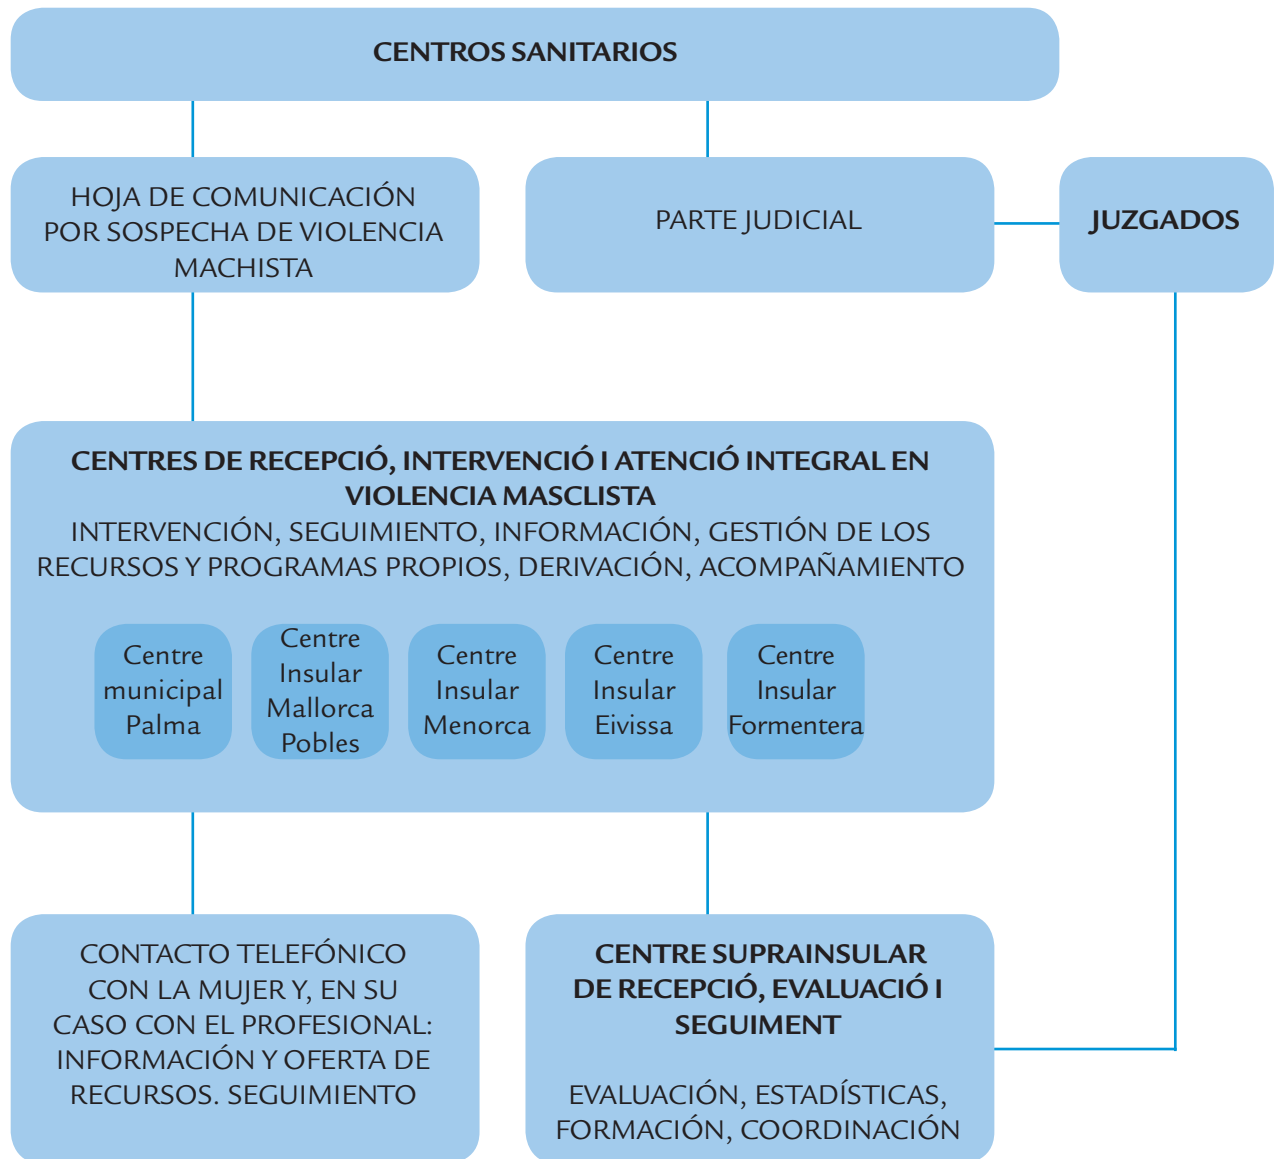 CENTROS SANITARIOS
HOJA DE COMUNICACIÓN
POR SOSPECHA DE VIOLENCIA
MACHISTA
PARTE JUDICIAL
JUZGADOS
CENTRES DE RECEPCIÓ, INTERVENCIÓ I ATENCIÓ INTEGRAL EN
VIOLENCIA MASCLISTA
INTERVENCIÓN, SEGUIMIENTO, INFORMACIÓN, GESTIÓN DE LOS
RECURSOS Y PROGRAMAS PROPIOS, DERIVACIÓN, ACOMPAÑAMIENTO
Centre
municipal
Palma
Centre
Insular
Mallorca
Pobles
Centre
Insular
Menorca
Centre
Insular
Eivissa
Centre
Insular
Formentera
CONTACTO TELEFÓNICO
CON LA MUJER Y, EN SU
CASO CON EL PROFESIONAL:
INFORMACIÓN Y OFERTA DE
RECURSOS. SEGUIMIENTO
CENTRE SUPRAINSULAR
DE RECEPCIÓ, EVALUACIÓ I
SEGUIMENT
EVALUACIÓN, ESTADÍSTICAS,
FORMACIÓN, COORDINACIÓN